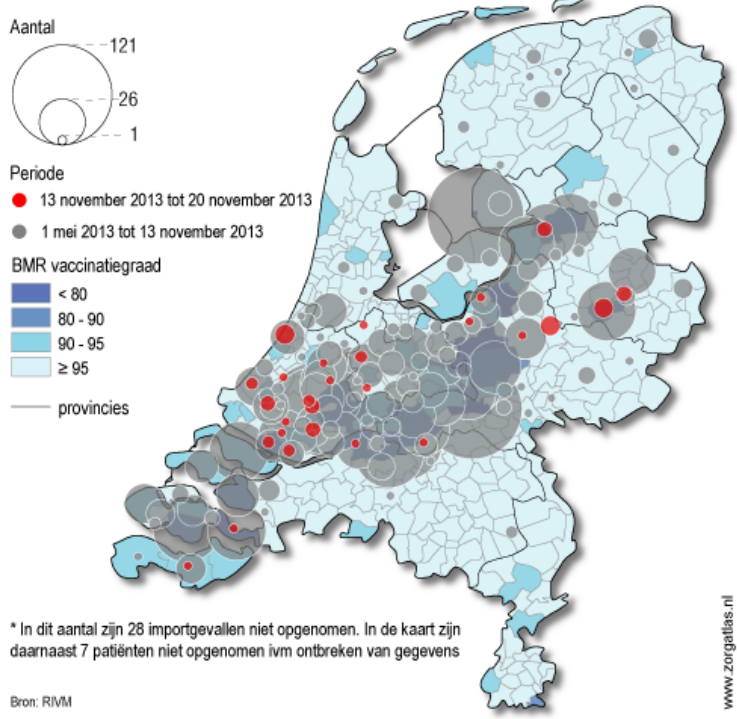 Aantal
121
26
1
Periode
13 november 2013 tot 20 november 2013
1 mei 2013 tot 13 november 2013
BMR vaccinatiegraad
< 80
80 - 90
90 - 95
≥ 95
provincies
* In dit aantal zijn 28 importgevallen niet opgenomen. In de kaart zijn
daarnaast 7 patiënten niet opgenomen ivm ontbreken van gegevens
Bron: RIVM
www.zorgatlas.nl